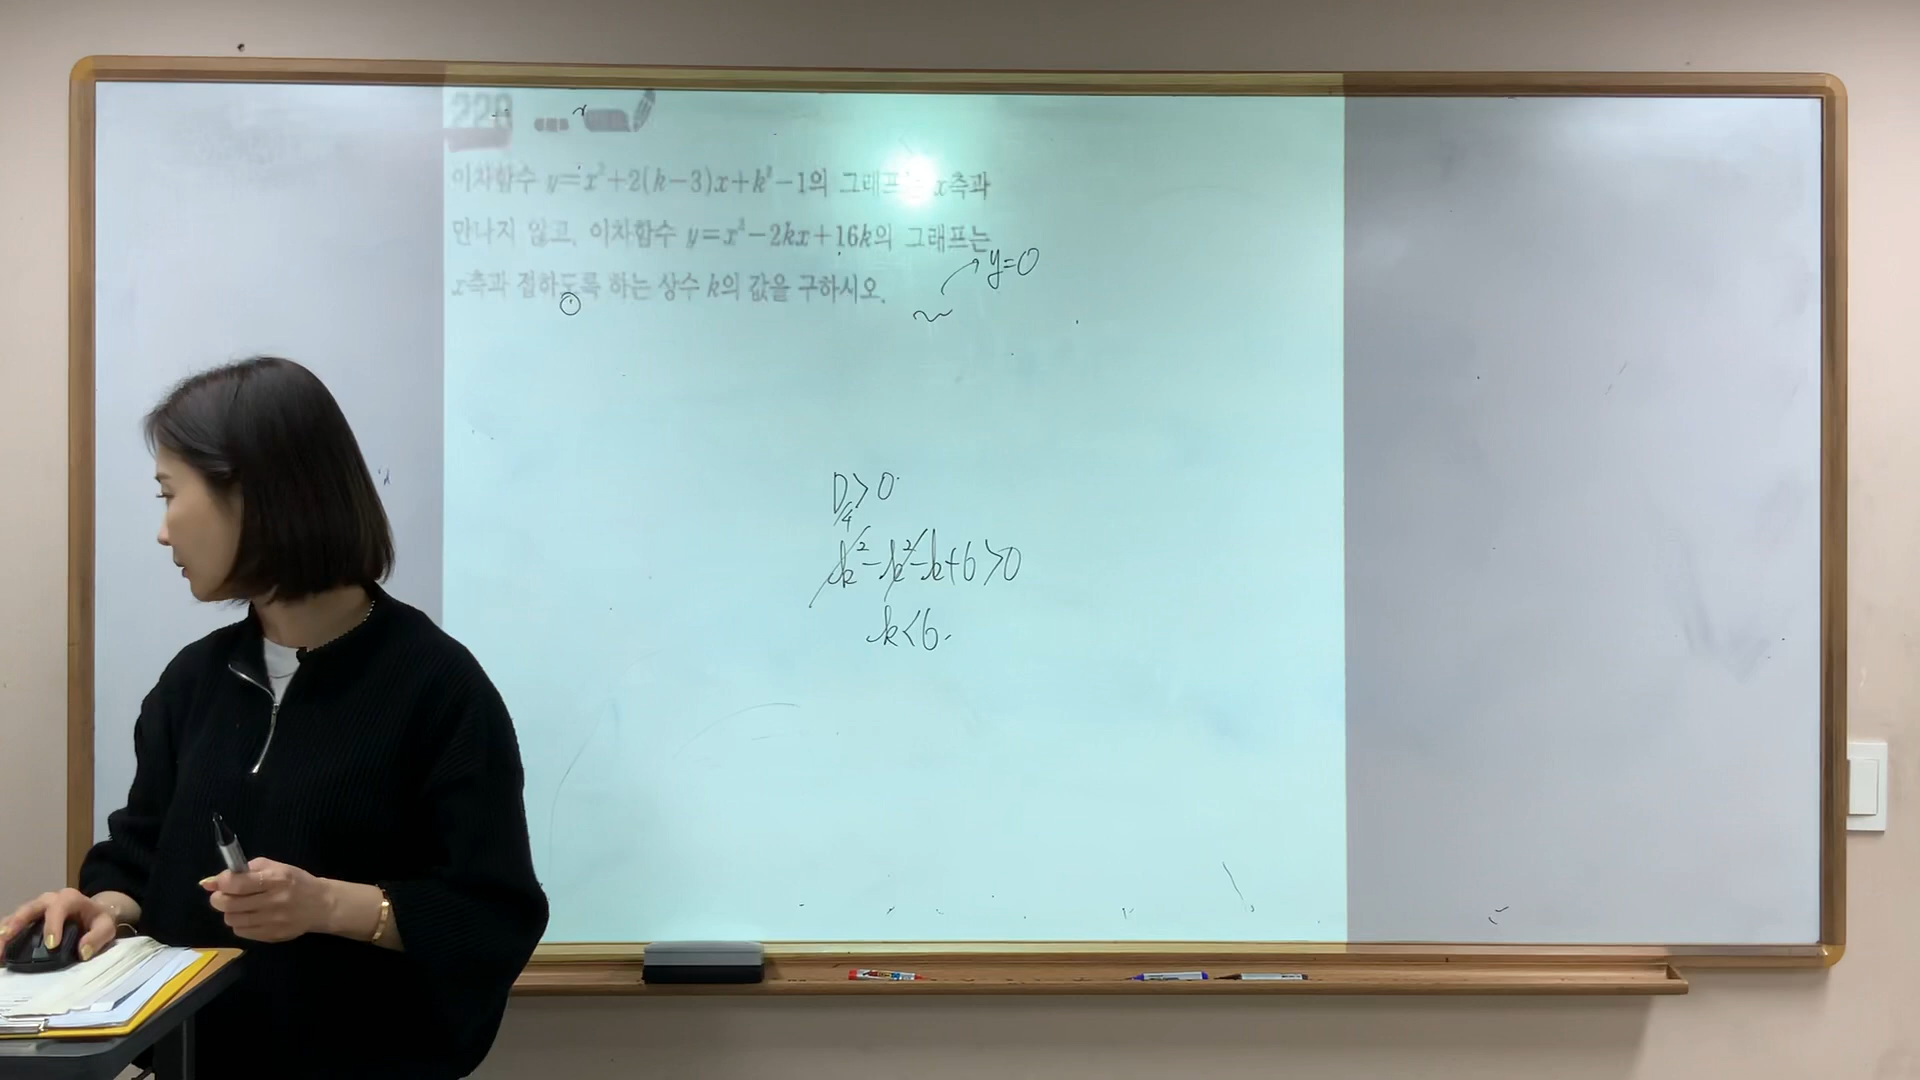 228
이차함수 y=x²+2(k-3)x+k²-1의 그래프는 x축과
만나지 않고, 이차함수 y=x²-2kx+16k의 그래프는
x축과 접하도록 하는 상수 k의 값을 구하시오.
y=0
D/4>0
k²-k²-k+6>0
k<6